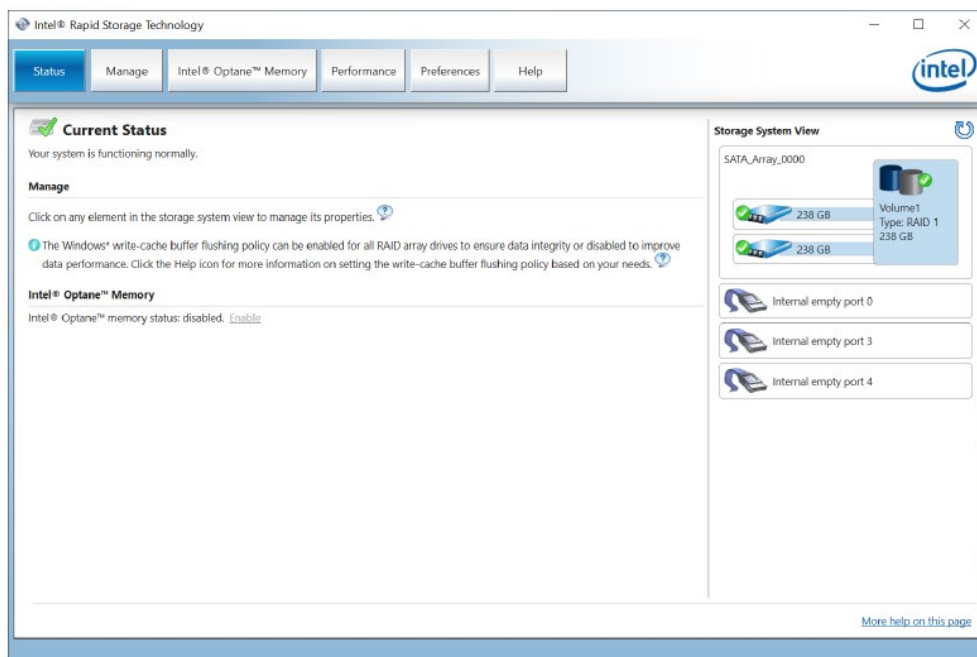 Intel® Rapid Storage Technology
Status
Manage
Intel® Optane™ Memory
Performance
Preferences
Help
intel
Current Status
Your system is functioning normally.
Manage
Click on any element in the storage system view to manage its properties.
The Windows* write-cache buffer flushing policy can be enabled for all RAID array drives to ensure data integrity or disabled to improve
data performance. Click the Help icon for more information on setting the write-cache buffer flushing policy based on your needs.
Intel® Optane™ Memory
Intel® Optane™ memory status: disabled. Enable
Storage System View
SATA_Array_0000
238 GB
238 GB
Volume1
Type: RAID 1
238 GB
Internal empty port 0
Internal empty port 3
Internal empty port 4
More help on this page